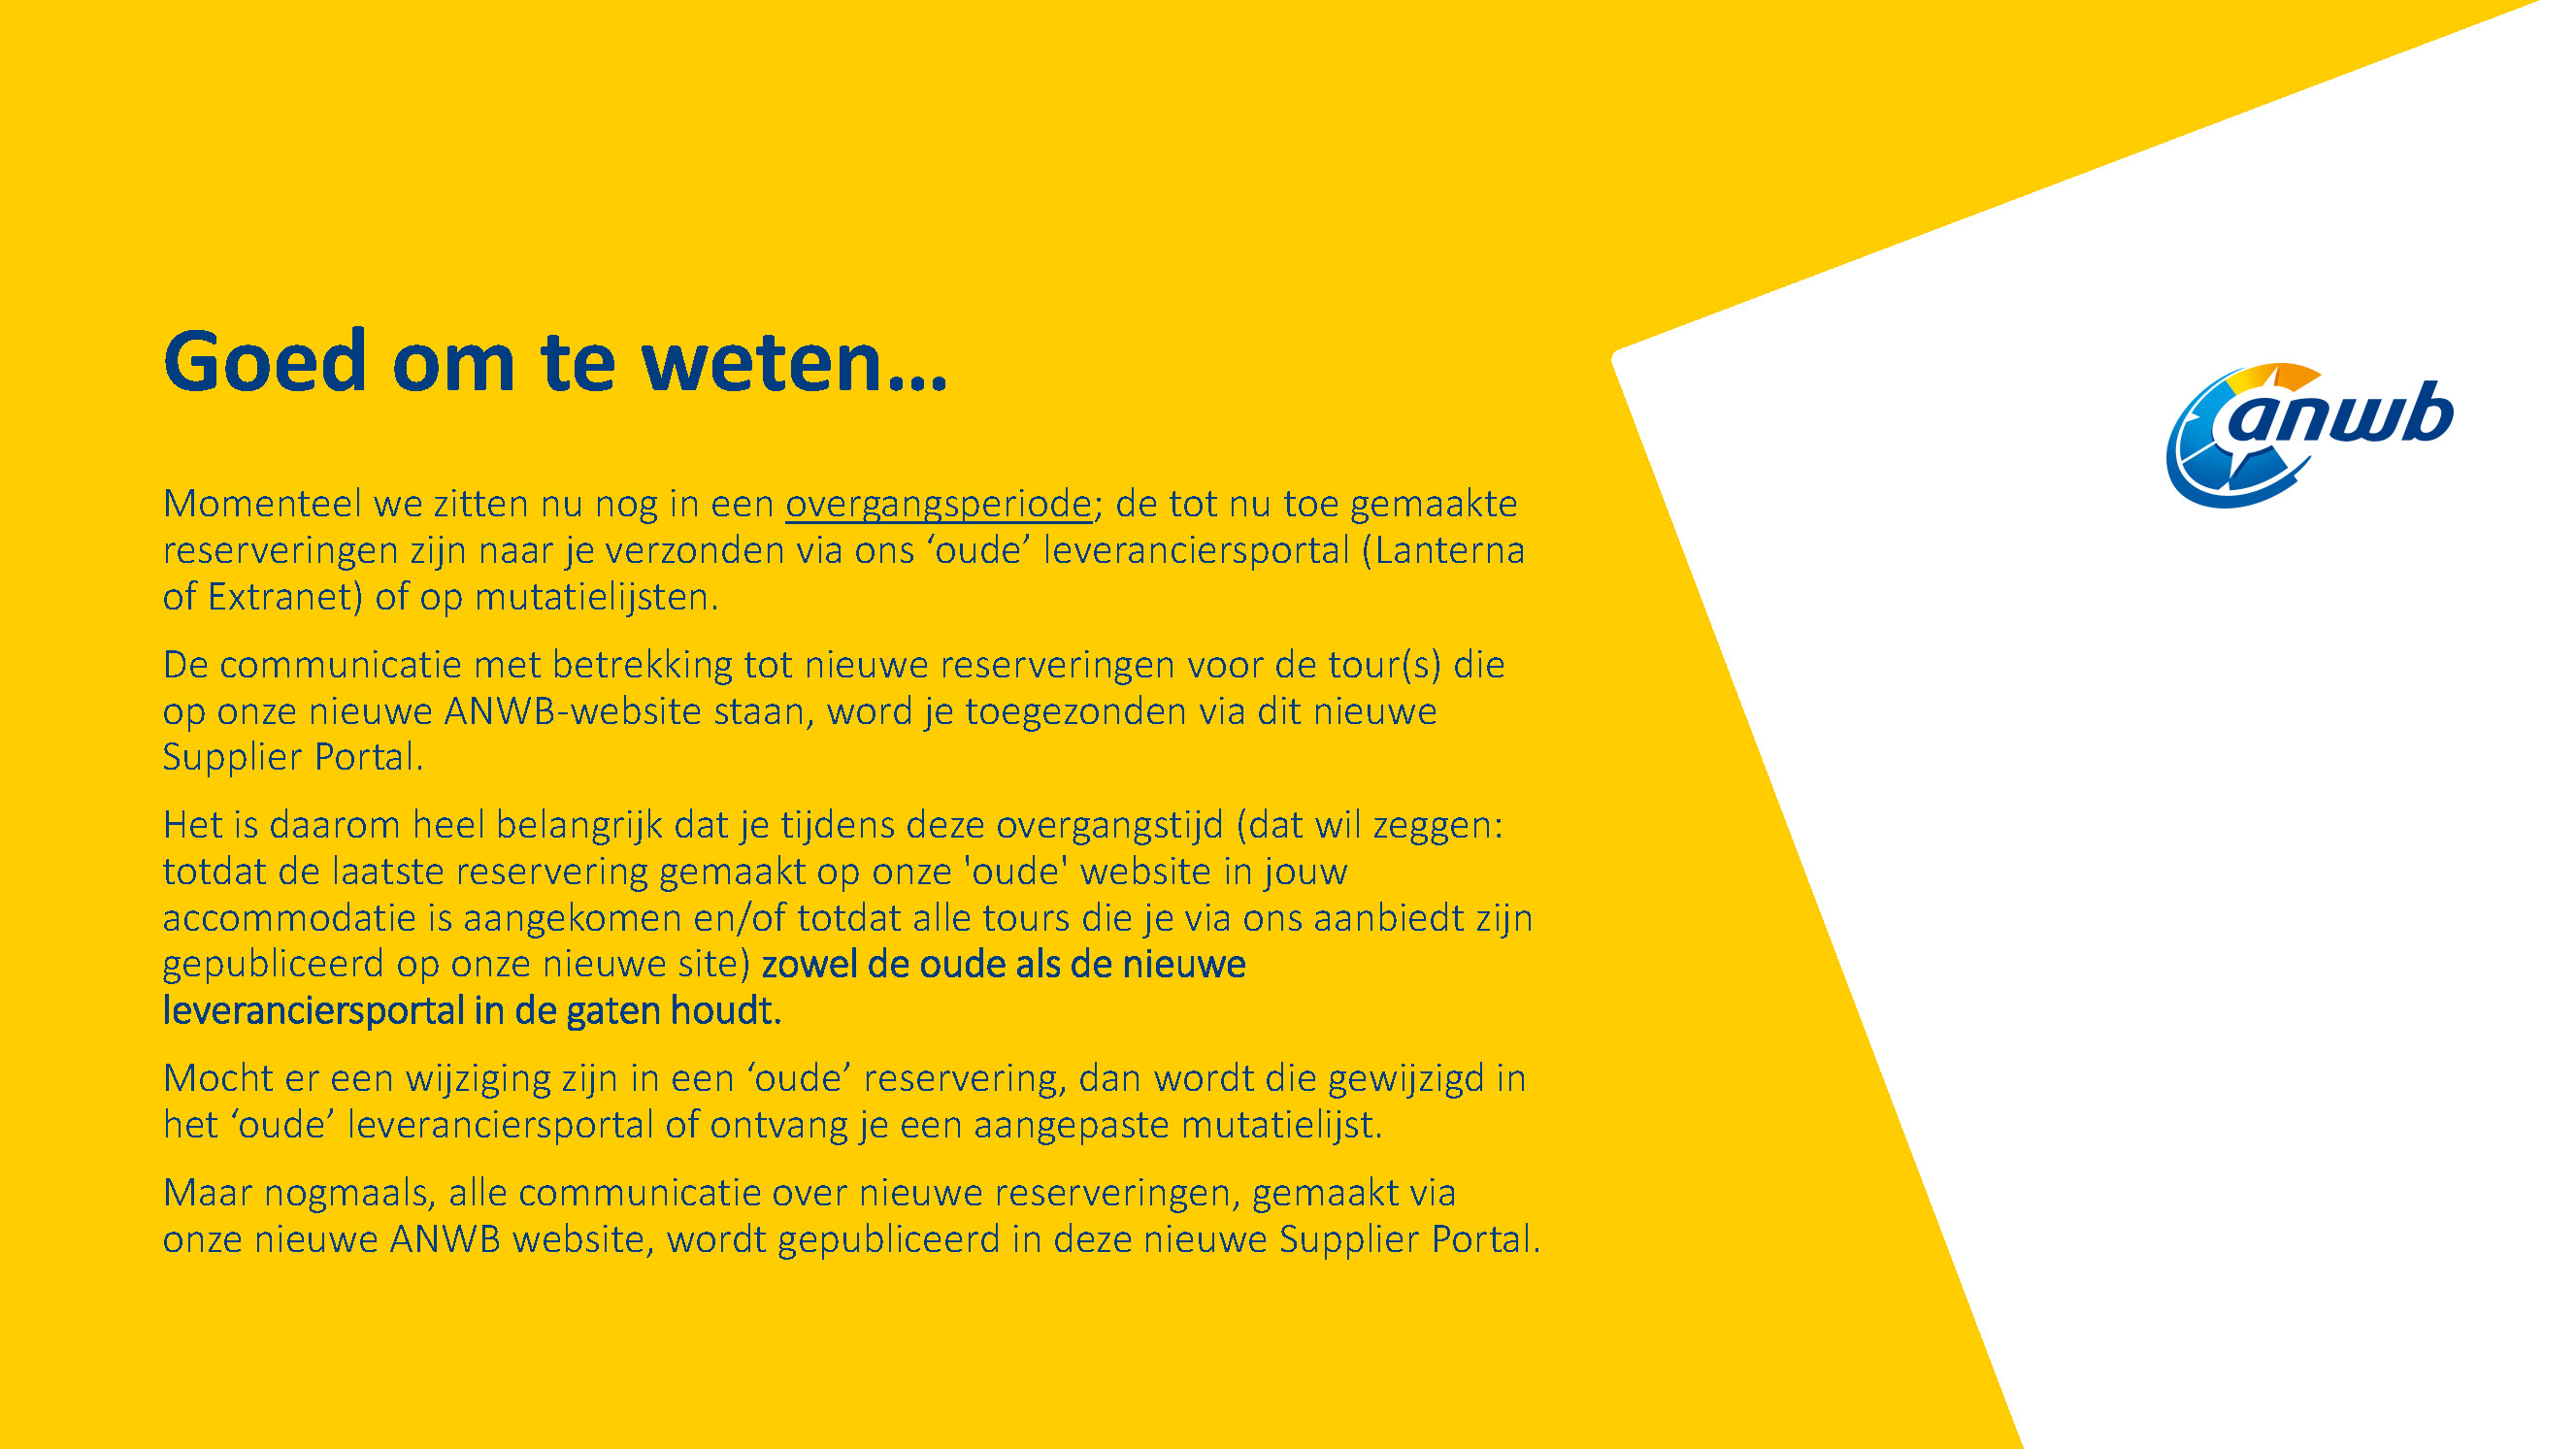 Goed om te weten...
anwb
Momenteel we zitten nu nog in een overgangsperiode; de tot nu toe gemaakte
reserveringen zijn naar je verzonden via ons ‘oude’ leveranciersportal (Lanterna
of Extranet) of op mutatielijsten.
De communicatie met betrekking tot nieuwe reserveringen voor de tour(s) die
op onze nieuwe ANWB-website staan, word je toegezonden via dit nieuwe
Supplier Portal.
Het is daarom heel belangrijk dat je tijdens deze overgangstijd (dat wil zeggen:
totdat de laatste reservering gemaakt op onze 'oude' website in jouw
accommodatie is aangekomen en/of totdat alle tours die je via ons aanbiedt zijn
gepubliceerd op onze nieuwe site) zowel de oude als de nieuwe
leveranciersportal in de gaten houdt.
Mocht er een wijziging zijn in een ‘oude’ reservering, dan wordt die gewijzigd in
het ‘oude’ leveranciersportal of ontvang je een aangepaste mutatielijst.
Maar nogmaals, alle communicatie over nieuwe reserveringen, gemaakt via
onze nieuwe ANWB website, wordt gepubliceerd in deze nieuwe Supplier Portal.